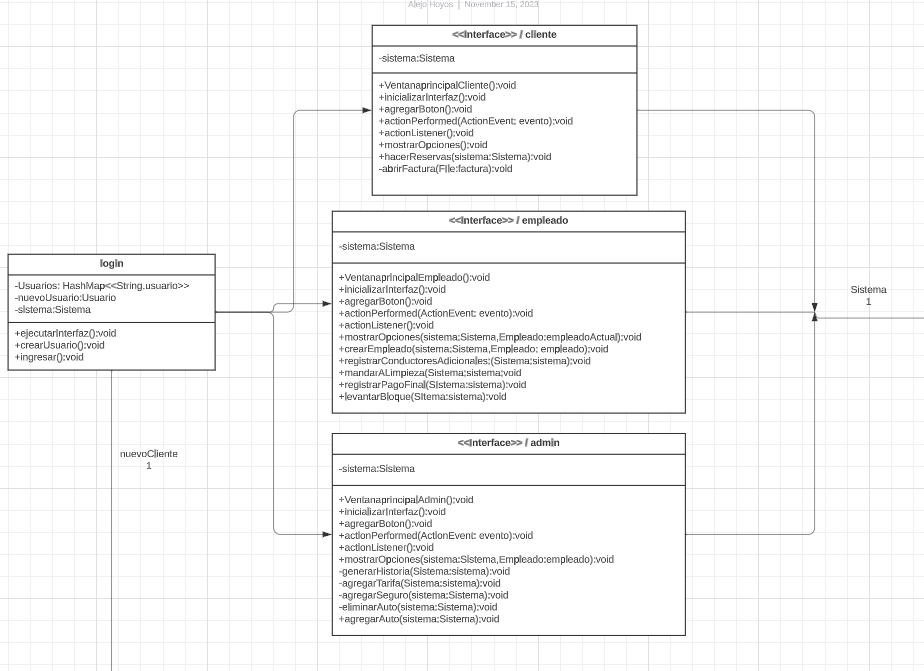 Alejo Hoyos | November 15, 2023
<<Interface>> / cliente
-sistema:Sistema
+VentanaprincipalCliente():void
+inicializarInterfaz():void
+agregarBoton():void
+actionPerformed(ActionEvent: evento):void
+actionListener():void
+mostrarOpciones():void
+hacerReservas(sistema:Sistema):void
-abrirFactura(File:factura):void
<<Interface>> / empleado
-sistema:Sistema
+VentanaprincipalEmpleado():void
+inicializarInterfaz():void
+agregarBoton():void
+actionPerformed(ActionEvent: evento):void
+actionListener():void
+mostrarOpciones(sistema:Sistema,Empleado:empleadoActual):void
+crearEmpleado(sistema:Sistema,Empleado: empleado):void
+registrarConductoresAdicionales:(Sistema:sistema):void
+mandarALimpieza(Sistema:sistema:void
+registrarPagoFinal(SIstema:sistema):void
+levantarBloque(SItema:sistema):void
login
-Usuarios: HashMap<<String.usuario>>
-nuevoUsuario:Usuario
-sistema:Sistema
+ejecutarInterfaz():void
+crearUsuario():void
+ingresar():void
Sistema
1
nuevoCliente
1
<<Interface>> / admin
-sistema:Sistema
+VentanaprincipalAdmin():void
+inicializarInterfaz():void
+agregarBoton():void
+actionPerformed(ActionEvent: evento):void
+actionListener():void
+mostrarOpciones(sistema:Sistema,Empleado:empleado):void
-generarHistoria(Sistema:sistema):void
-agregarTarifa(Sistema:sistema):void
-agregarSeguro(sistema:Sistema):void
-eliminarAuto(sistema:Sistema):void
+agregarAuto(sistema:Sistema):void